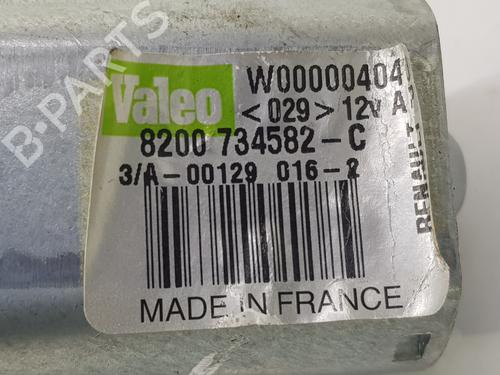 Valeo
W00000404
<029> 12v A
8200 734582-C
3/A-00129 016-2
MADE IN FRANCE
RENAULT
B-PARTS